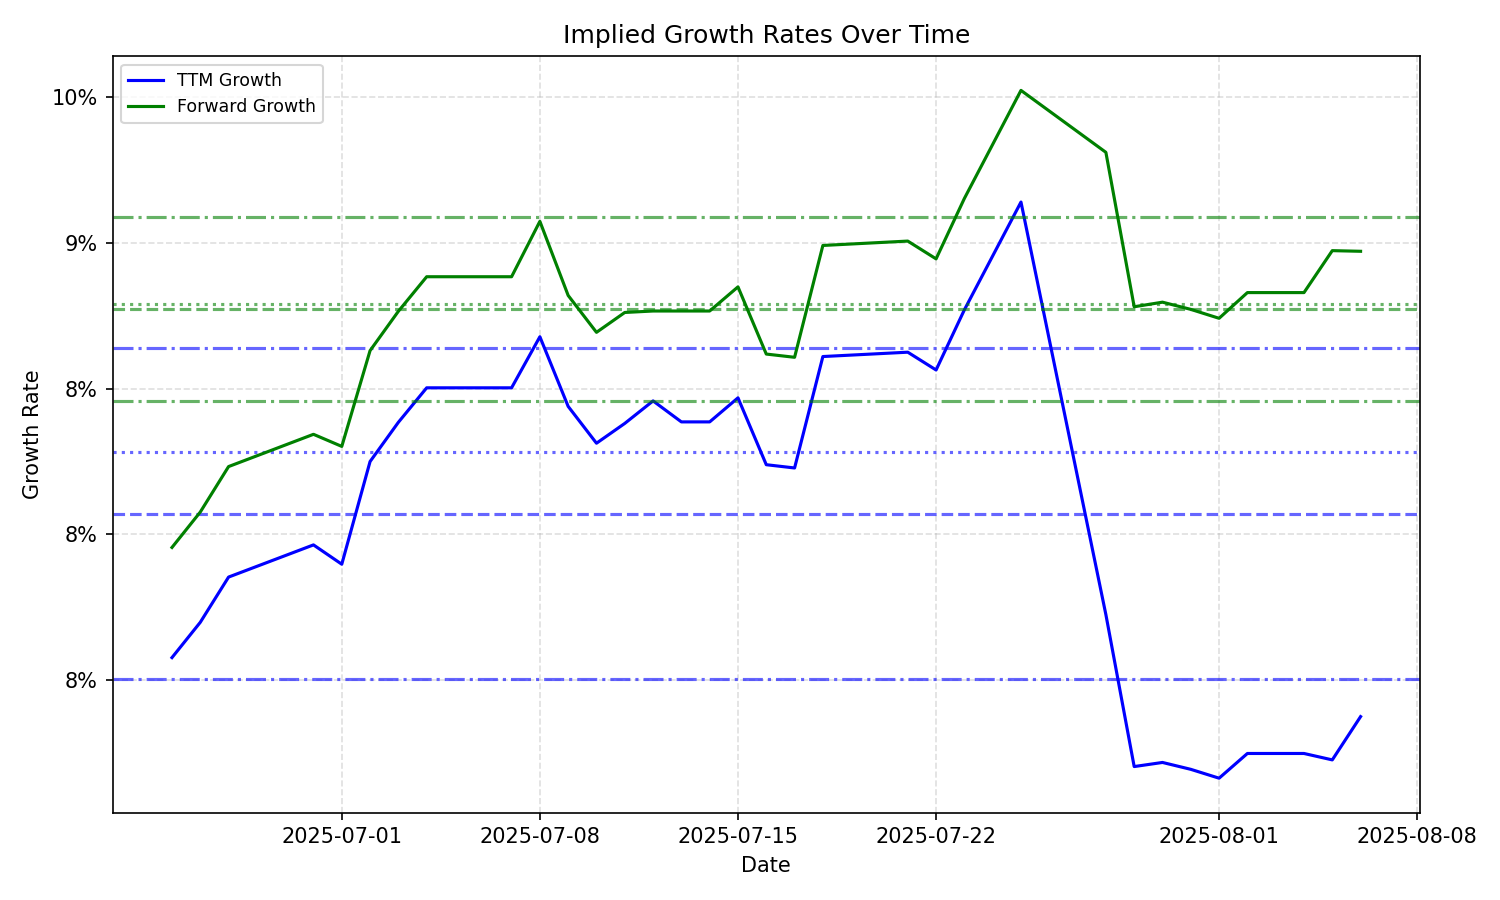 Implied Growth Rates Over Time
TTM Growth
Forward Growth
10%
9%
8%
8%
8%
Growth Rate
2025-07-01
2025-07-08
2025-07-15
2025-07-22
2025-08-01
2025-08-08
Date